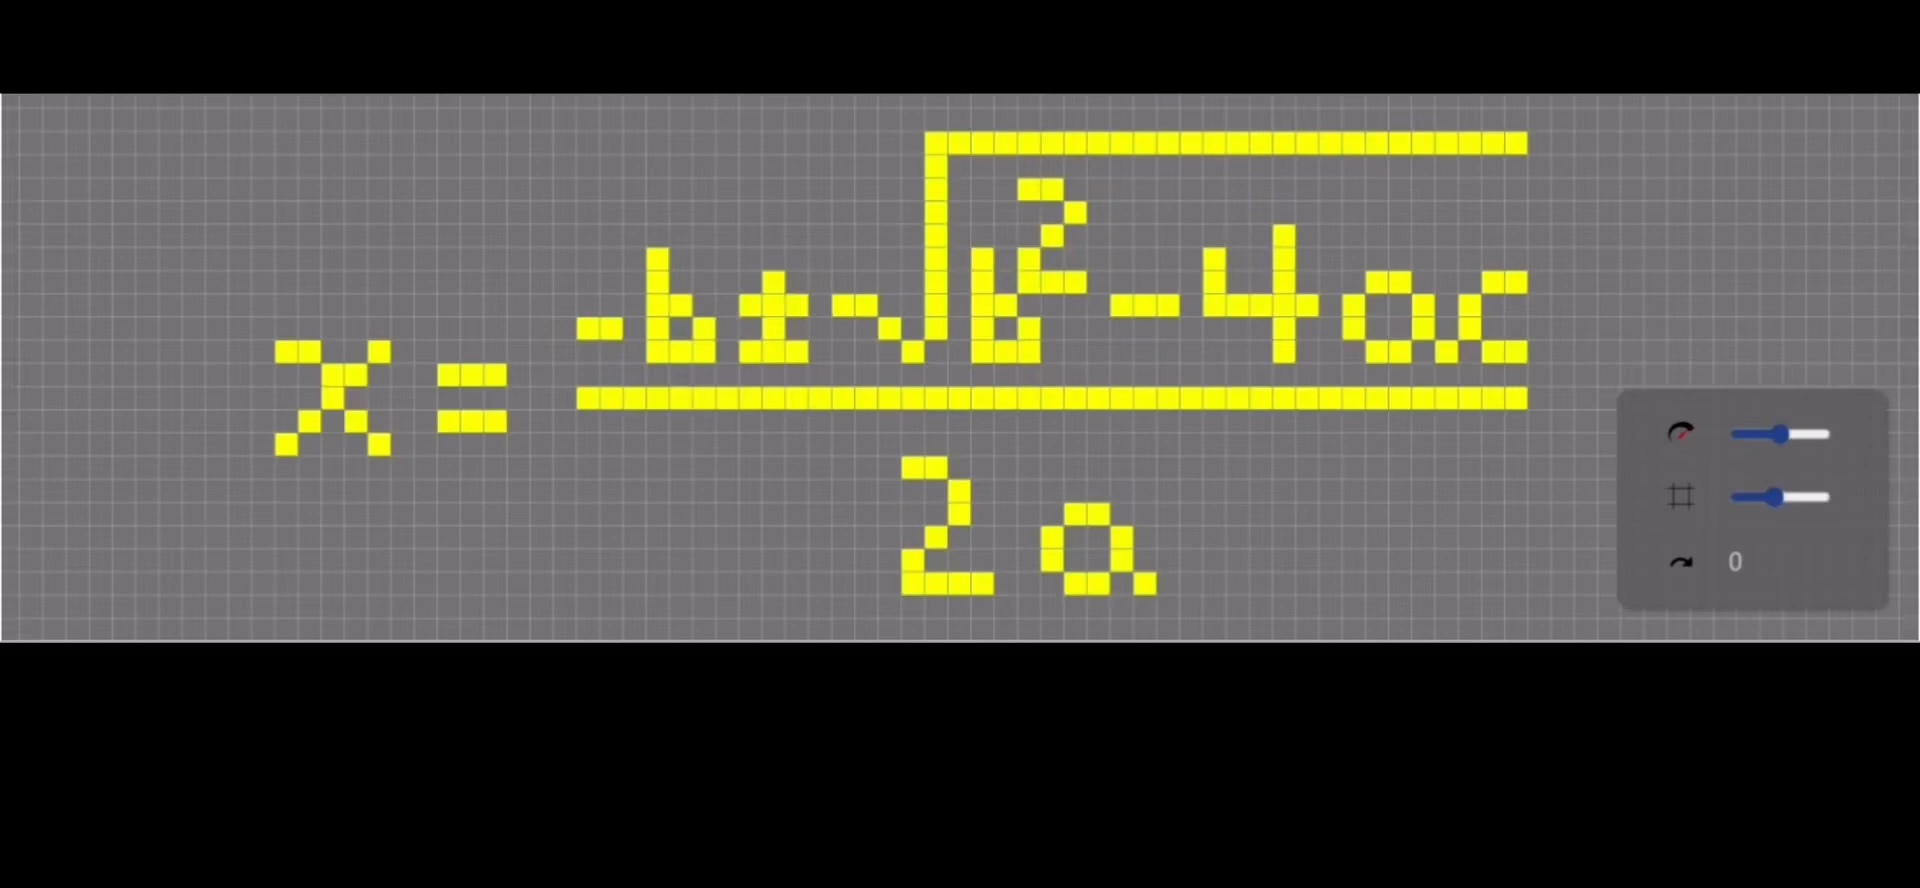 x = (-b ± √(b² - 4ac)) / (2a)
0